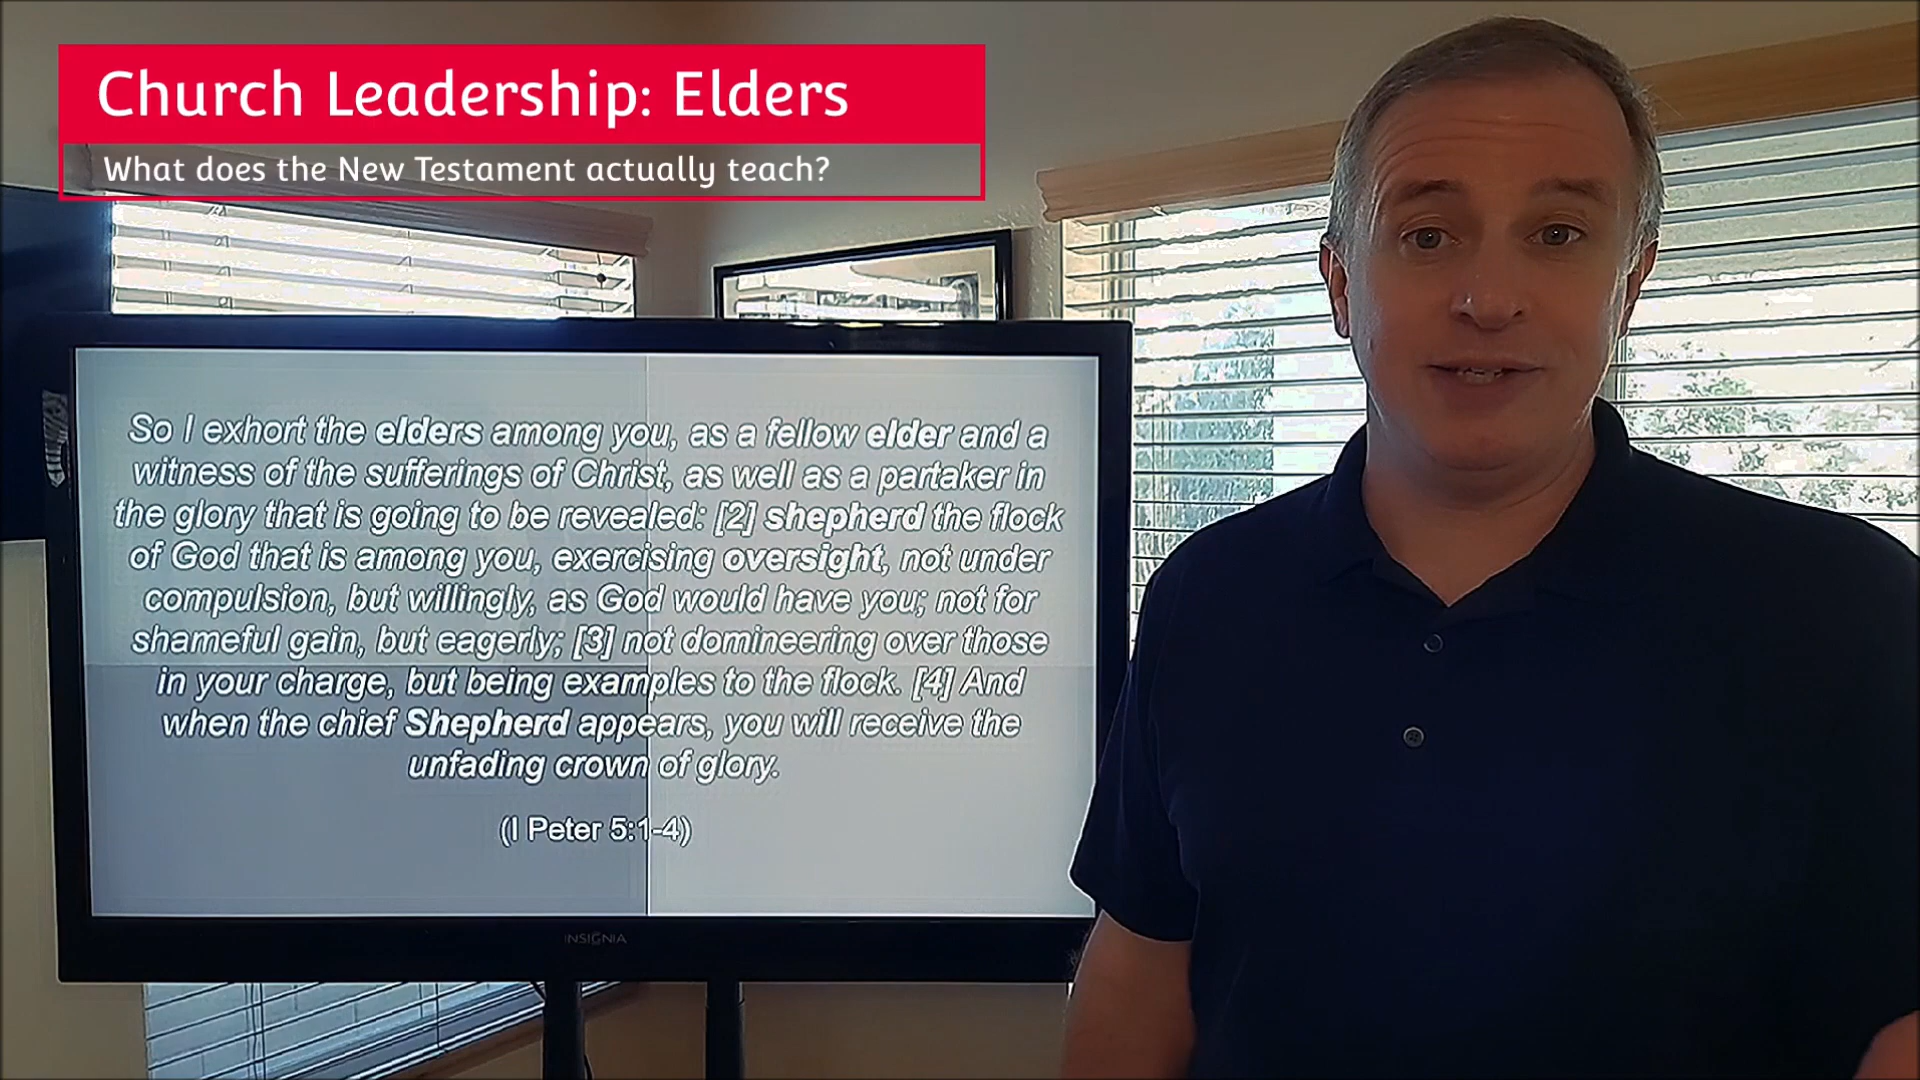 Church Leadership: Elders
What does the New Testament actually teach?
So I exhort the elders among you, as a fellow elder and a
witness of the sufferings of Christ, as well as a partaker in
the glory that is going to be revealed: [2] shepherd the flock
of God that is among you, exercising oversight, not under
compulsion, but willingly, as God would have you; not for
shameful gain, but eagerly; [3] not domineering over those
in your charge, but being examples to the flock. [4] And
when the chief Shepherd appears, you will receive the
unfading crown of glory.
(I Peter 5:1-4)
INSIGNIA